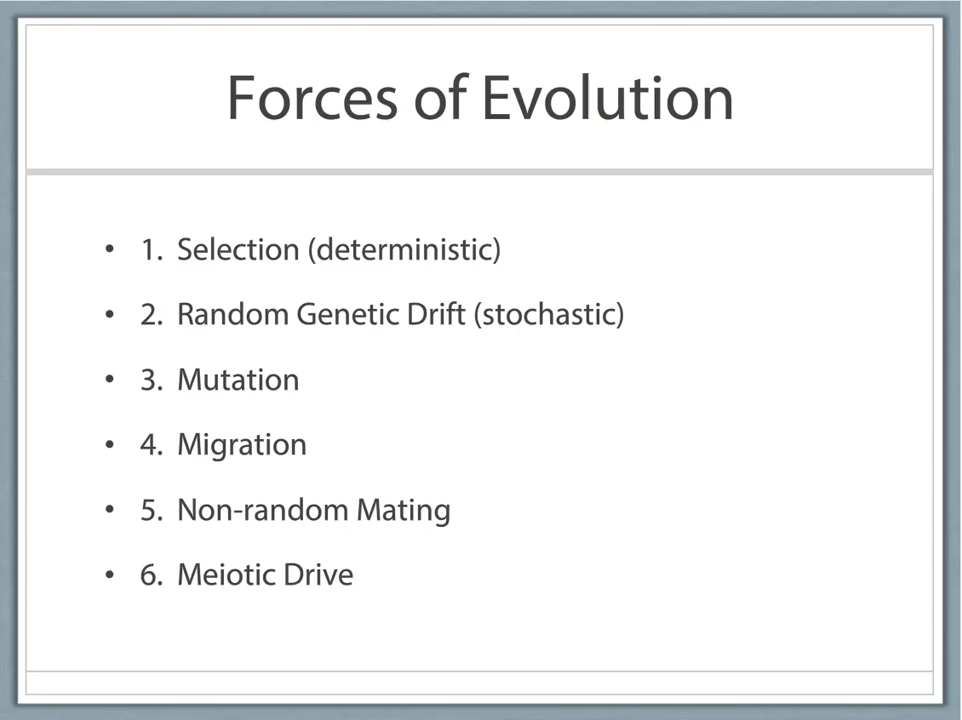 Forces of Evolution
• 1. Selection (deterministic)
• 2. Random Genetic Drift (stochastic)
• 3. Mutation
• 4. Migration
• 5. Non-random Mating
• 6. Meiotic Drive